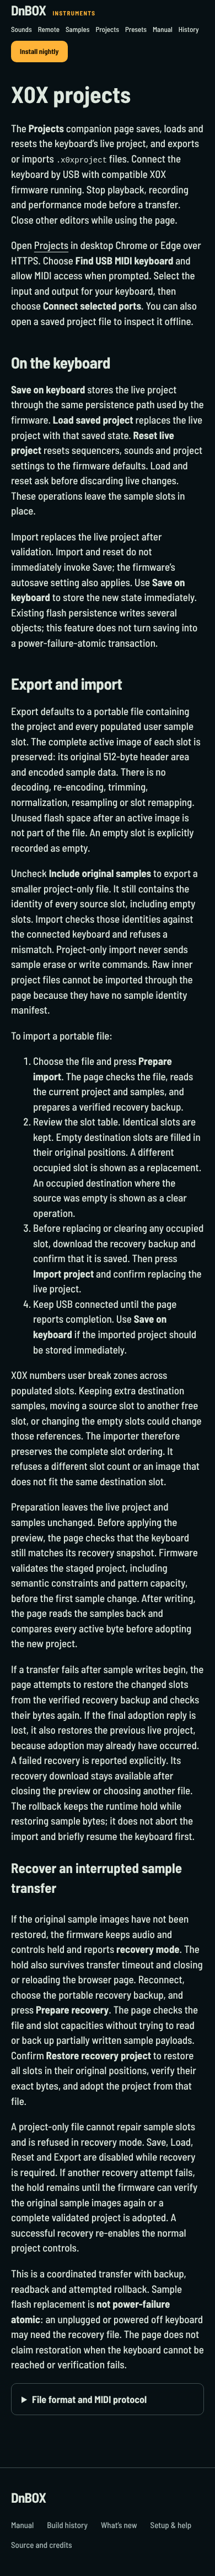 DnBOX INSTRUMENTS
Sounds Remote Samples Projects Presets Manual History
Install nightly
X0X projects
The Projects companion page saves, loads and
resets the keyboard's live project, and exports
or imports .x0xproject files. Connect the
keyboard by USB with compatible X0X
firmware running. Stop playback, recording
and performance mode before a transfer.
Close other editors while using the page.
Open Projects in desktop Chrome or Edge over
HTTPS. Choose Find USB MIDI keyboard and
allow MIDI access when prompted. Select the
input and output for your keyboard, then
choose Connect selected ports. You can also
open a saved project file to inspect it offline.
On the keyboard
Save on keyboard stores the live project
through the same persistence path used by the
firmware. Load saved project replaces the live
project with that saved state. Reset live
project resets sequencers, sounds and project
settings to the firmware defaults. Load and
reset ask before discarding live changes.
These operations leave the sample slots in
place.
Import replaces the live project after
validation. Import and reset do not
immediately invoke Save; the firmware's
autosave setting also applies. Use Save on
keyboard to store the new state immediately.
Existing flash persistence writes several
objects; this feature does not turn saving into
a power-failure-atomic transaction.
Export and import
Export defaults to a portable file containing
the project and every populated user sample
slot. The complete active image of each slot is
preserved: its original 512-byte header area
and encoded sample data. There is no
decoding, re-encoding, trimming,
normalization, resampling or slot remapping.
Unused flash space after an active image is
not part of the file. An empty slot is explicitly
recorded as empty.
Uncheck Include original samples to export a
smaller project-only file. It still contains the
identity of every source slot, including empty
slots. Import checks those identities against
the connected keyboard and refuses a
mismatch. Project-only import never sends
sample erase or write commands. Raw inner
project files cannot be imported through the
page because they have no sample identity
manifest.
To import a portable file:
1. Choose the file and press Prepare
import. The page checks the file, reads
the current project and samples, and
prepares a verified recovery backup.
2. Review the slot table. Identical slots are
kept. Empty destination slots are filled in
their original positions. A different
occupied slot is shown as a replacement.
An occupied destination where the
source was empty is shown as a clear
operation.
3. Before replacing or clearing any occupied
slot, download the recovery backup and
confirm that it is saved. Then press
Import project and confirm replacing the
live project.
4. Keep USB connected until the page
reports completion. Use Save on
keyboard if the imported project should
be stored immediately.
X0X numbers user break zones across
populated slots. Keeping extra destination
samples, moving a source slot to another free
slot, or changing the empty slots could change
those references. The importer therefore
preserves the complete slot ordering. It
refuses a different slot count or an image that
does not fit the same destination slot.
Preparation leaves the live project and
samples unchanged. Before applying the
preview, the page checks that the keyboard
still matches its recovery snapshot. Firmware
validates the staged project, including
semantic constraints and pattern capacity,
before the first sample change. After writing,
the page reads the samples back and
compares every active byte before adopting
the new project.
If a transfer fails after sample writes begin, the
page attempts to restore the changed slots
from the verified recovery backup and checks
their bytes again. If the final adoption reply is
lost, it also restores the previous live project,
because adoption may already have occurred.
A failed recovery is reported explicitly. Its
recovery download stays available after
closing the preview or choosing another file.
The rollback keeps the runtime hold while
restoring sample bytes; it does not abort the
import and briefly resume the keyboard first.
Recover an interrupted sample
transfer
If the original sample images have not been
restored, the firmware keeps audio and
controls held and reports recovery mode. The
hold also survives transfer timeout and closing
or reloading the browser page. Reconnect,
choose the portable recovery backup, and
press Prepare recovery. The page checks the
file and slot capacities without trying to read
or back up partially written sample payloads.
Confirm Restore recovery project to restore
all slots in their original positions, verify their
exact bytes, and adopt the project from that
file.
A project-only file cannot repair sample slots
and is refused in recovery mode. Save, Load,
Reset and Export are disabled while recovery
is required. If another recovery attempt fails,
the hold remains until the firmware can verify
the original sample images again or a
complete validated project is adopted. A
successful recovery re-enables the normal
project controls.
This is a coordinated transfer with backup,
readback and attempted rollback. Sample
flash replacement is not power-failure
atomic: an unplugged or powered off keyboard
may need the recovery file. The page does not
claim restoration when the keyboard cannot be
reached or verification fails.
▶ File format and MIDI protocol
DnBOX
Manual Build history What's new Setup & help
Source and credits